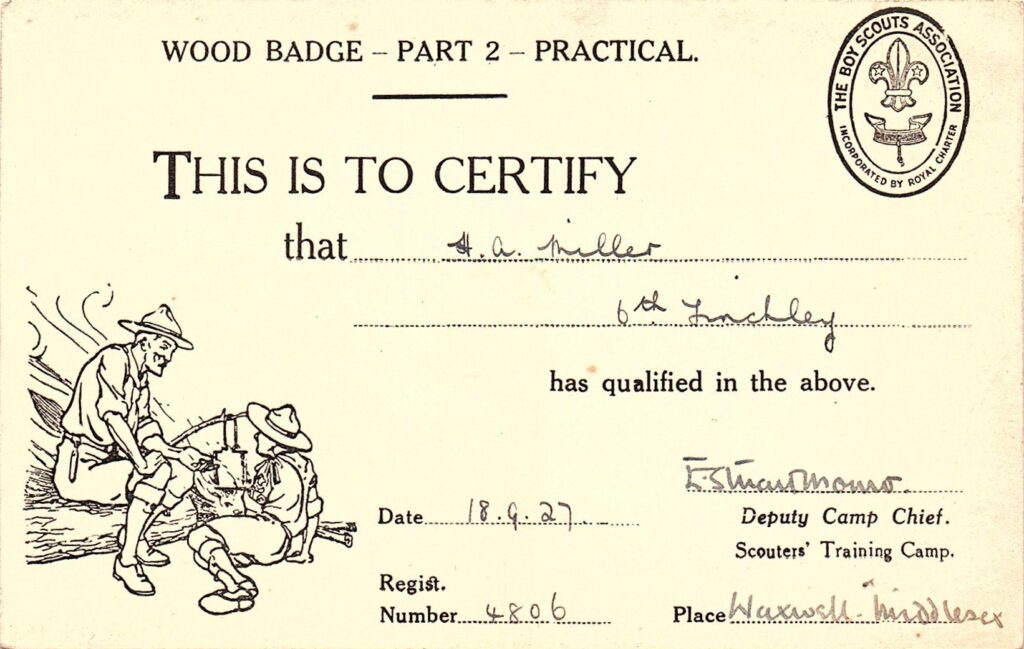 WOOD BADGE – PART 2 – PRACTICAL.
THE BOY SCOUTS ASSOCIATION
INCORPORATED BY ROYAL CHARTER
THIS IS TO CERTIFY
that H. A. Miller
6th Finchley
has qualified in the above.
E. Stuart Monro.
Date 18.9.27
Deputy Camp Chief.
Scouters' Training Camp.
Regist.
Number 4806
Place Waxwell - Middlesex